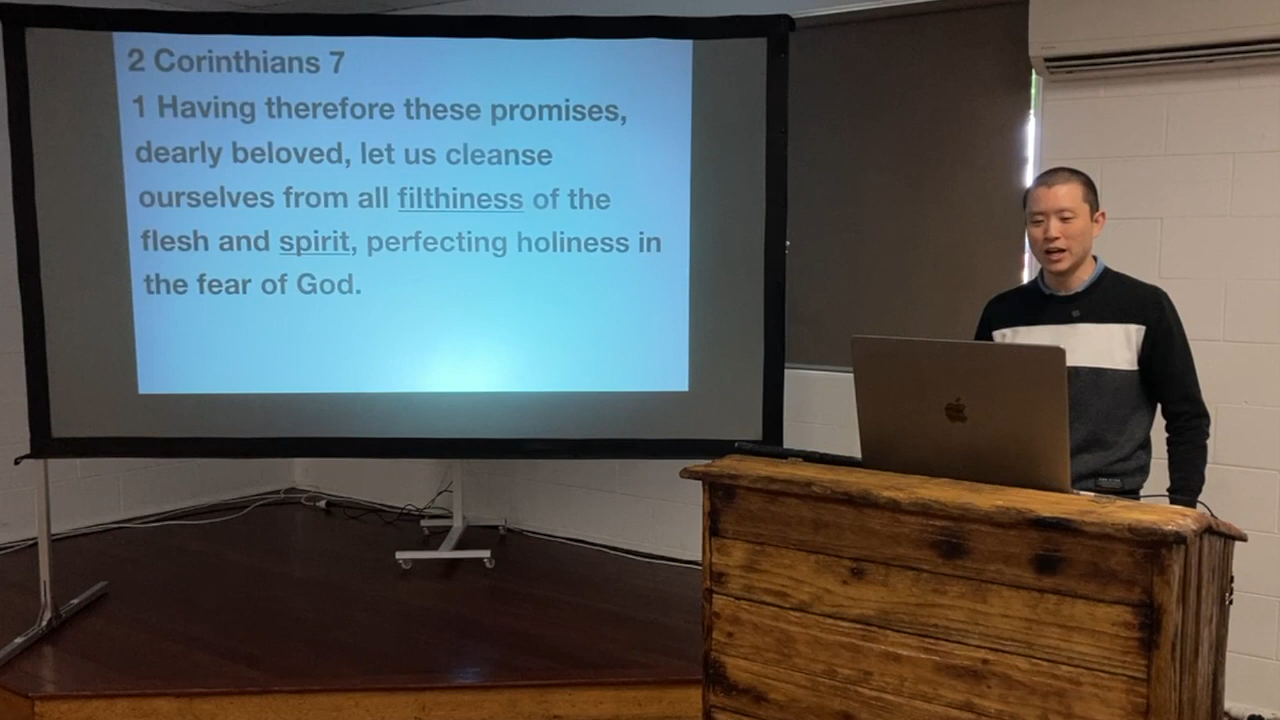 2 Corinthians 7
1 Having therefore these promises,
dearly beloved, let us cleanse
ourselves from all filthiness of the
flesh and spirit, perfecting holiness in
the fear of God.